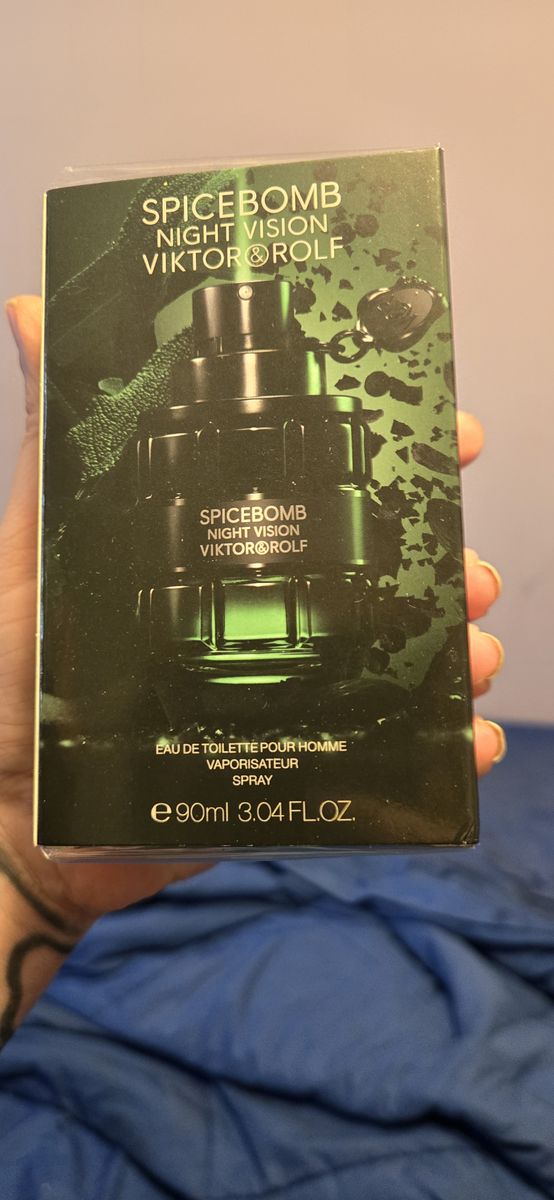 SPICEBOMB
NIGHT VISION
VIKTOR&ROLF
SPICEBOMB
NIGHT VISION
VIKTOR&ROLF
EAU DE TOILETTE POUR HOMME
VAPORISATEUR
SPRAY
℮90ml 3.04 FL.OZ.